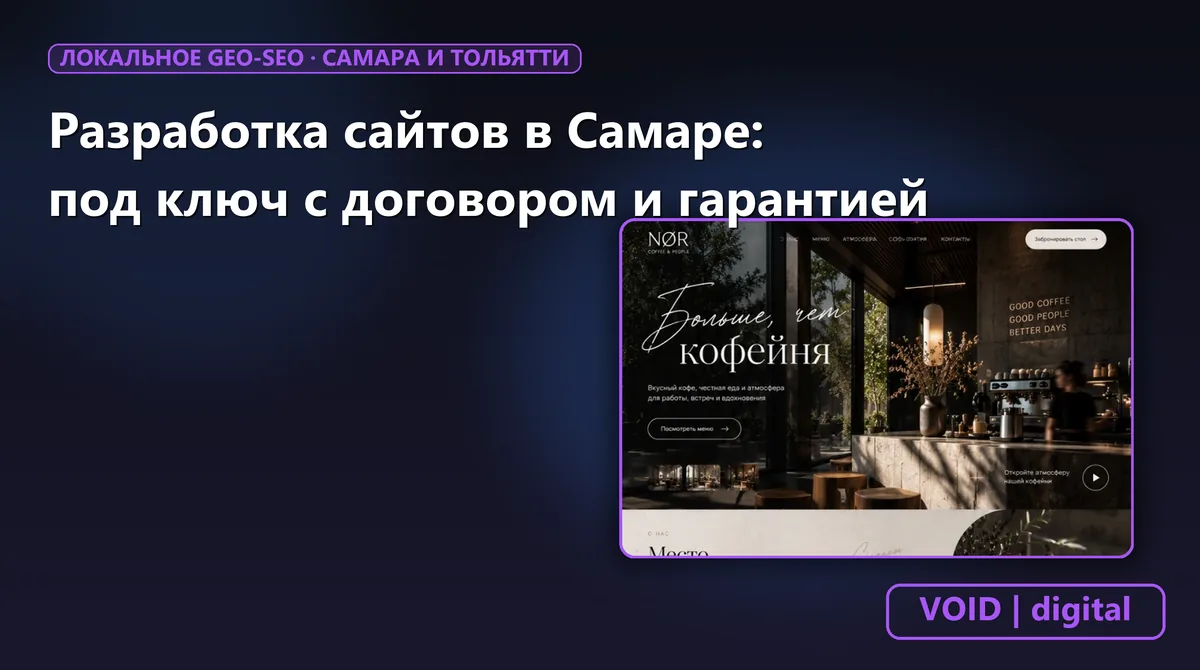 ЛОКАЛЬНОЕ GEO-SEO · САМАРА И ТОЛЬЯТТИ
Разработка сайтов в Самаре:
под ключ с договором и гарантией
NØR
COFFEE & PEOPLE
МЕНЮ АТМОСФЕРА СОБЫТИЯ КОНТАКТЫ
Забронировать стол →
Больше, чем
кофейня
Вкусный кофе, честная еда и атмосфера
для работы, встреч и вдохновения
Посмотреть меню →
GOOD COFFEE
GOOD PEOPLE
BETTER DAYS
Откройте атмосферу
нашей кофейни
О НАС
Место
VOID | digital